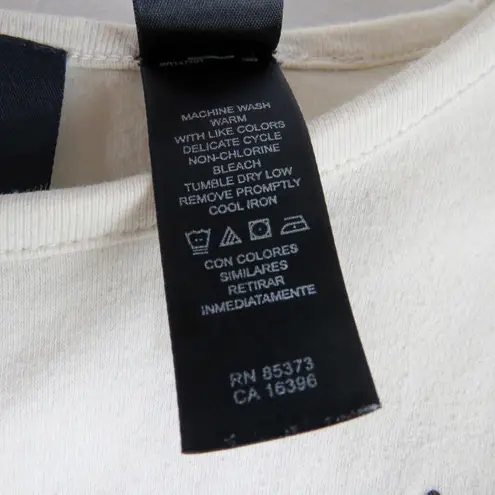 MACHINE WASH
WARM
WITH LIKE COLORS
DELICATE CYCLE
NON-CHLORINE
BLEACH
TUMBLE DRY LOW
REMOVE PROMPTLY
COOL IRON
CON COLORES
SIMILARES
RETIRAR
INMEDIATAMENTE
RN 85373
CA 16396